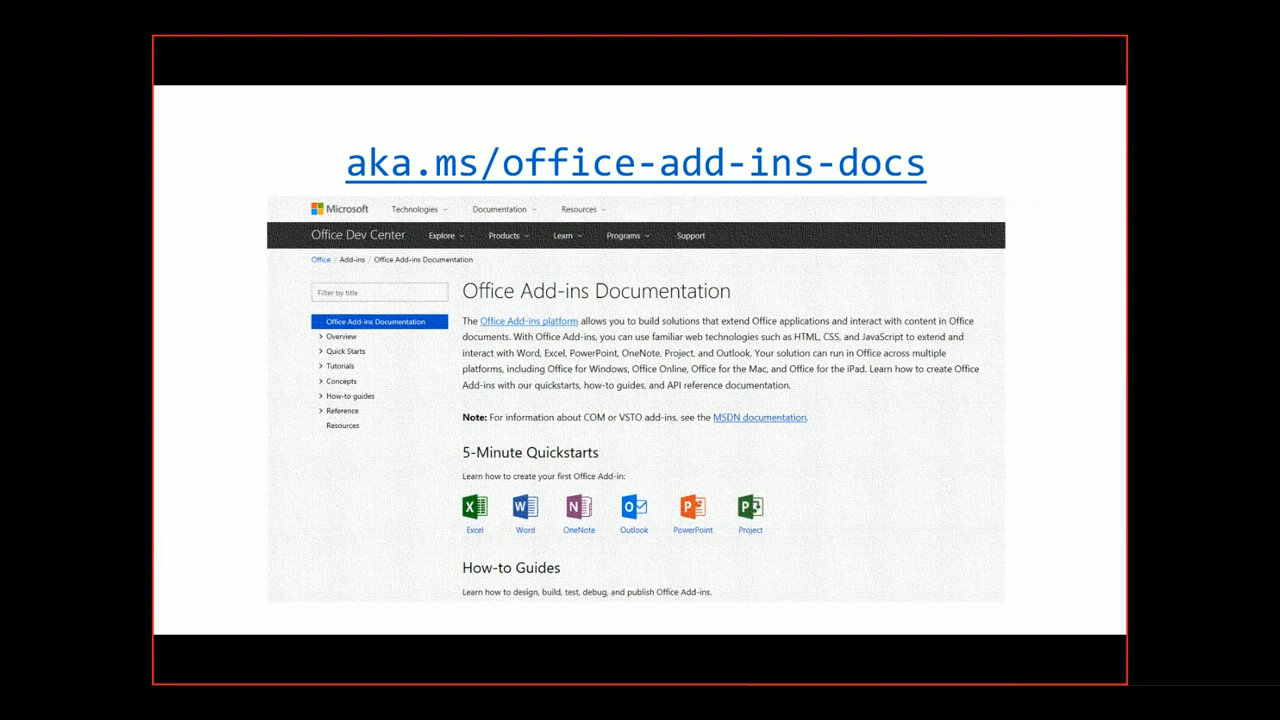 aka.ms/office-add-ins-docs
Microsoft Technologies Documentation Resources
Office Dev Center Explore Products Learn Programs Support
Office / Add-ins / Office Add-ins Documentation
Filter by title
Office Add-ins Documentation
Overview
Quick Starts
Tutorials
Concepts
How-to guides
Reference
Resources
Office Add-ins Documentation
The Office Add-ins platform allows you to build solutions that extend Office applications and interact with content in Office
documents. With Office Add-ins, you can use familiar web technologies such as HTML, CSS, and JavaScript to extend and
interact with Word, Excel, PowerPoint, OneNote, Project, and Outlook. Your solution can run in Office across multiple
platforms, including Office for Windows, Office Online, Office for the Mac, and Office for the iPad. Learn how to create Office
Add-ins with our quickstarts, how-to guides, and API reference documentation.
Note: For information about COM or VSTO add-ins, see the MSDN documentation.
5-Minute Quickstarts
Learn how to create your first Office Add-in:
Excel Word OneNote Outlook PowerPoint Project
How-to Guides
Learn how to design, build, test, debug, and publish Office Add-ins.